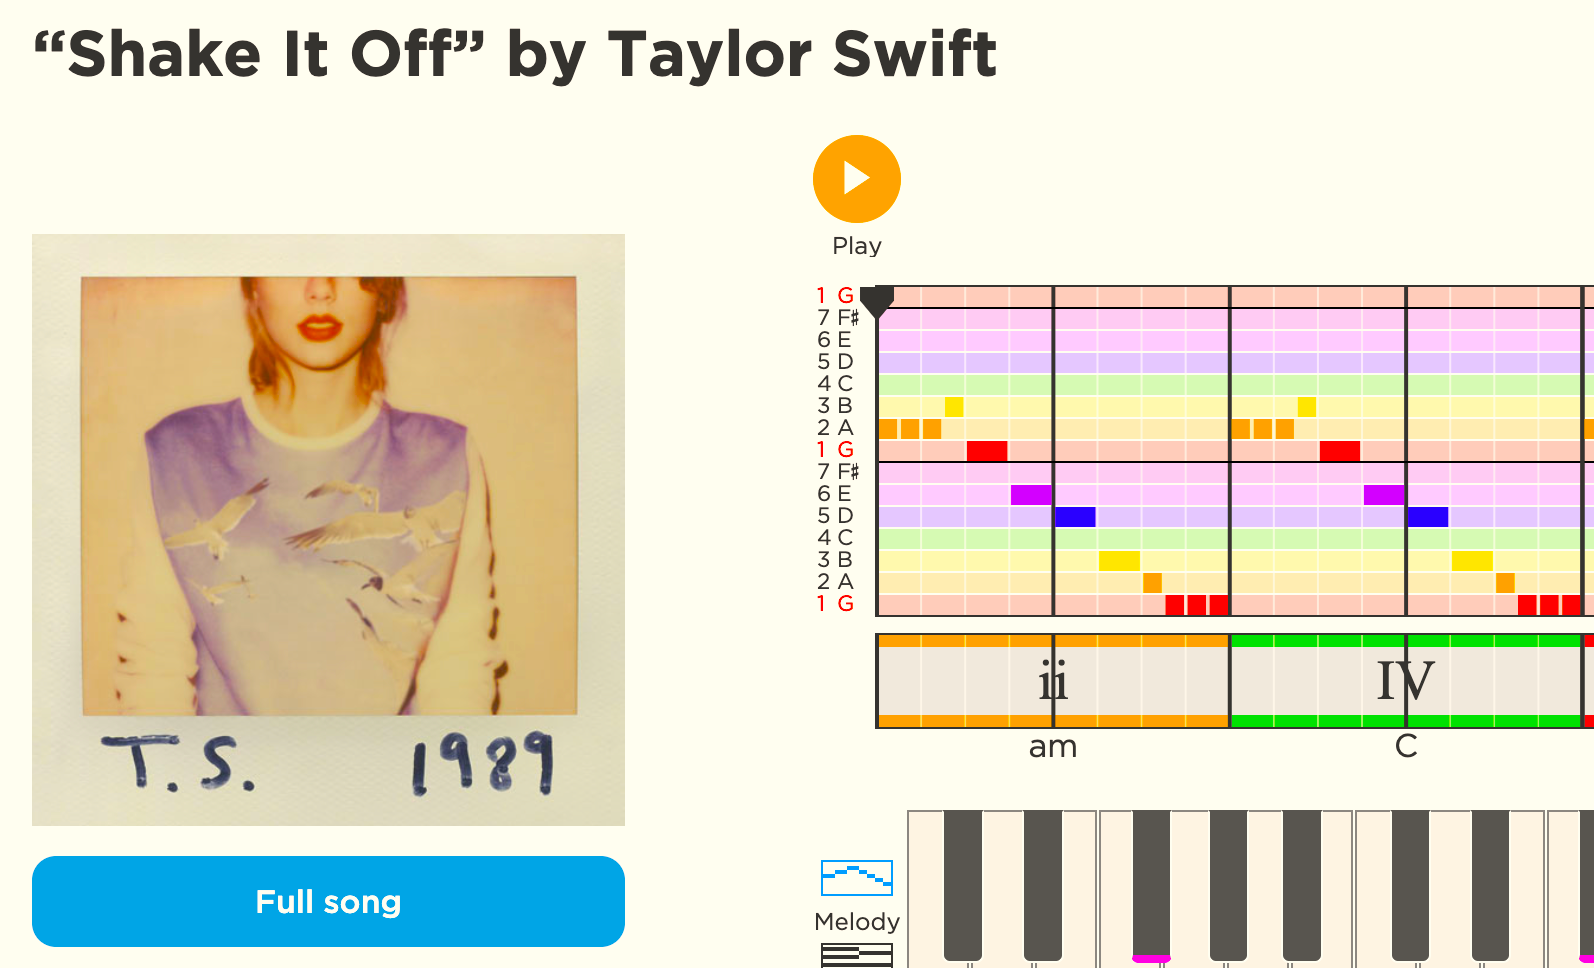 “Shake It Off” by Taylor Swift
Play
1 G
7 F♯
6 E
5 D
4 C
3 B
2 A
1 G
7 F♯
6 E
5 D
4 C
3 B
2 A
1 G
ii
IV
am
C
T.S. 1989
Full song
Melody